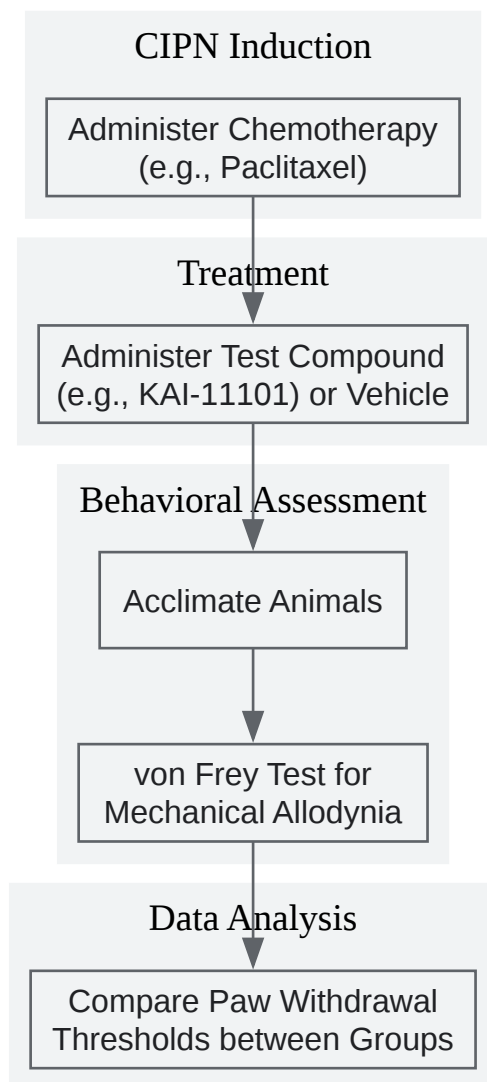 CIPN Induction
Administer Chemotherapy
(e.g., Paclitaxel)
Treatment
Administer Test Compound
(e.g., KAI-11101) or Vehicle
Behavioral Assessment
Acclimate Animals
von Frey Test for
Mechanical Allodynia
Data Analysis
Compare Paw Withdrawal
Thresholds between Groups